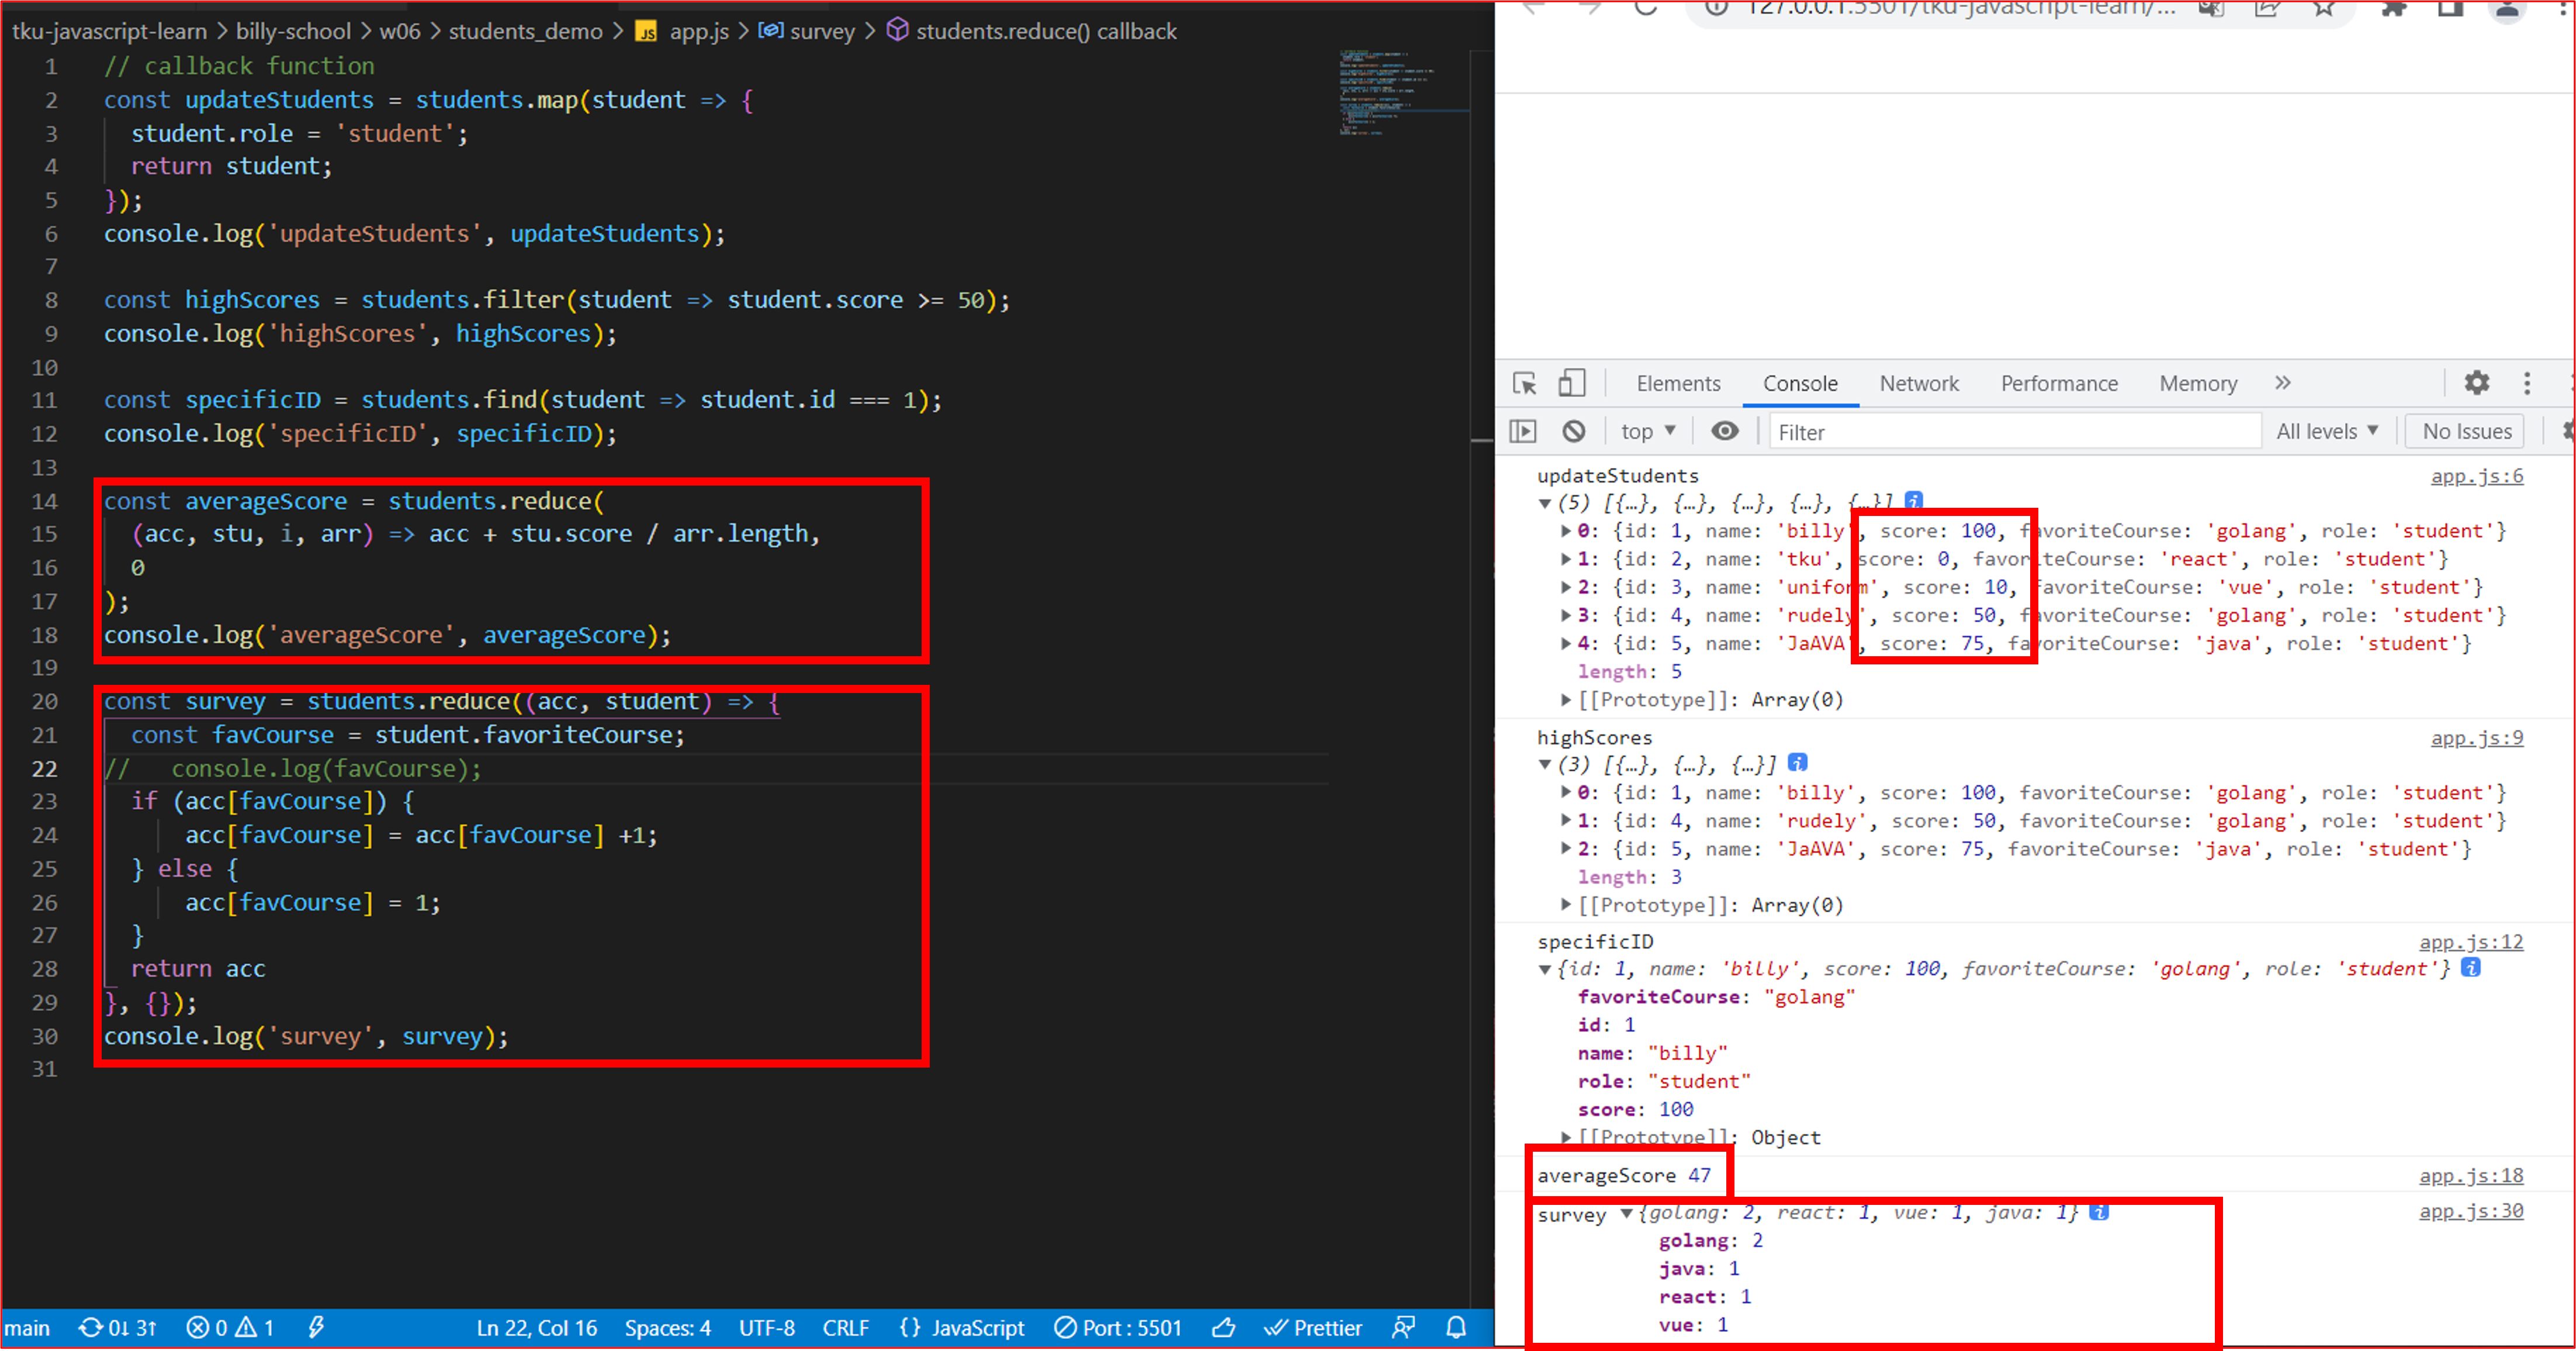 tku-javascript-learn > billy-school > w06 > students_demo > JS app.js > survey > students.reduce() callback
1 // callback function
2 const updateStudents = students.map(student => {
3 student.role = 'student';
4 return student;
5 });
6 console.log('updateStudents', updateStudents);
7
8 const highScores = students.filter(student => student.score >= 50);
9 console.log('highScores', highScores);
10
11 const specificID = students.find(student => student.id === 1);
12 console.log('specificID', specificID);
13
14 const averageScore = students.reduce(
15 (acc, stu, i, arr) => acc + stu.score / arr.length,
16 0
17 );
18 console.log('averageScore', averageScore);
19
20 const survey = students.reduce((acc, student) => {
21 const favCourse = student.favoriteCourse;
22 //   console.log(favCourse);
23 if (acc[favCourse]) {
24 acc[favCourse] = acc[favCourse] +1;
25 } else {
26 acc[favCourse] = 1;
27 }
28 return acc
29 }, {});
30 console.log('survey', survey);
31
main 0↓ 3↑ 0 1 Ln 22, Col 16 Spaces: 4 UTF-8 CRLF {} JavaScript Port : 5501 Prettier
127.0.0.1:5501/tku-javascript-learn/...
Elements Console Network Performance Memory »
top Filter All levels No Issues
updateStudents app.js:6
(5) [{…}, {…}, {…}, {…}, {…}]
0: {id: 1, name: 'billy', score: 100, favoriteCourse: 'golang', role: 'student'}
1: {id: 2, name: 'tku', score: 0, favoriteCourse: 'react', role: 'student'}
2: {id: 3, name: 'uniform', score: 10, favoriteCourse: 'vue', role: 'student'}
3: {id: 4, name: 'rudely', score: 50, favoriteCourse: 'golang', role: 'student'}
4: {id: 5, name: 'JaAVA', score: 75, favoriteCourse: 'java', role: 'student'}
length: 5
[[Prototype]]: Array(0)
highScores app.js:9
(3) [{…}, {…}, {…}]
0: {id: 1, name: 'billy', score: 100, favoriteCourse: 'golang', role: 'student'}
1: {id: 4, name: 'rudely', score: 50, favoriteCourse: 'golang', role: 'student'}
2: {id: 5, name: 'JaAVA', score: 75, favoriteCourse: 'java', role: 'student'}
length: 3
[[Prototype]]: Array(0)
specificID app.js:12
{id: 1, name: 'billy', score: 100, favoriteCourse: 'golang', role: 'student'}
favoriteCourse: "golang"
id: 1
name: "billy"
role: "student"
score: 100
[[Prototype]]: Object
averageScore 47 app.js:18
survey {golang: 2, react: 1, vue: 1, java: 1} app.js:30
golang: 2
java: 1
react: 1
vue: 1